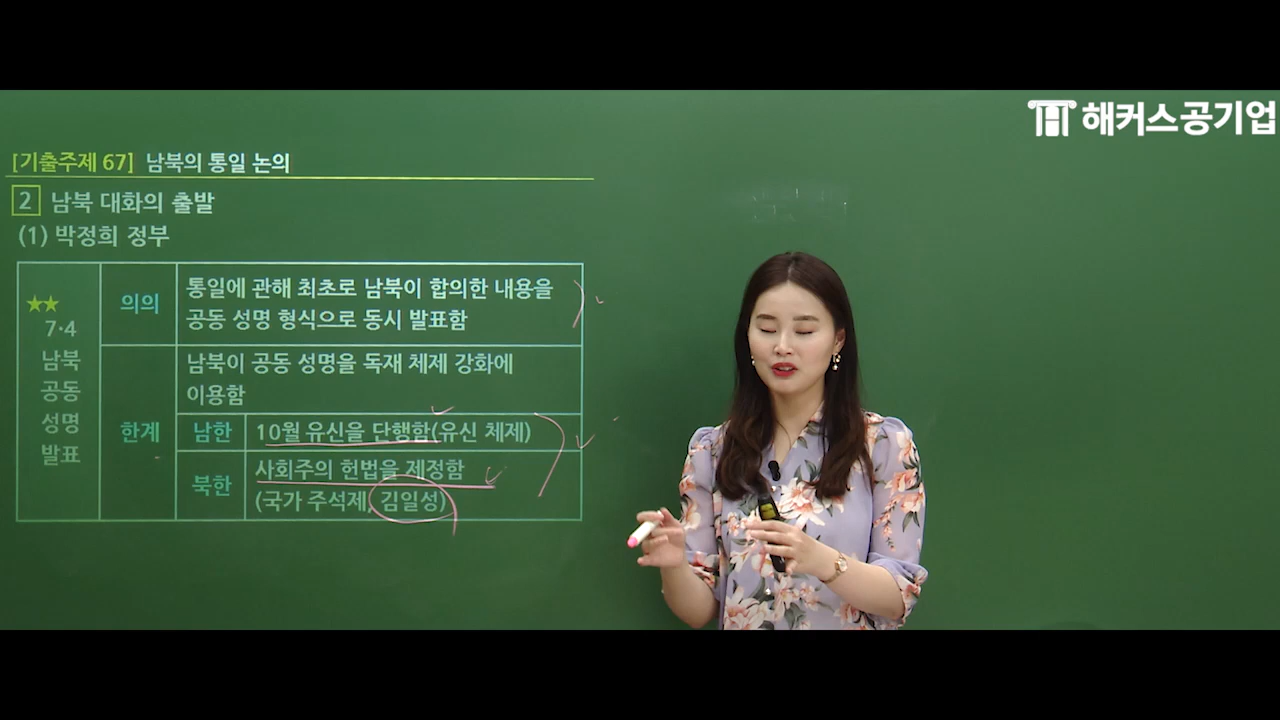 해커스공기업
[기출주제 67] 남북의 통일 논의
2 남북 대화의 출발
(1) 박정희 정부
★★
7·4
남북
공동
성명
발표
의의
통일에 관해 최초로 남북이 합의한 내용을
공동 성명 형식으로 동시 발표함
한계
남북이 공동 성명을 독재 체제 강화에
이용함
남한
10월 유신을 단행함(유신 체제)
북한
사회주의 헌법을 제정함
(국가 주석제, 김일성)